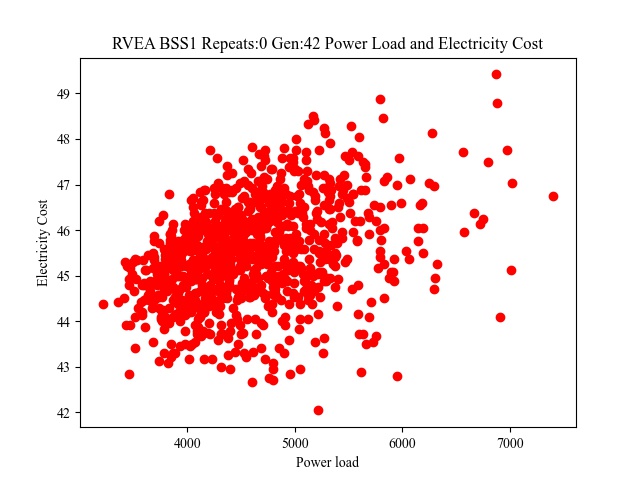 RVEA BSS1 Repeats:0 Gen:42 Power Load and Electricity Cost
49
48
47
46
45
44
43
42
Electricity Cost
4000 5000 6000 7000
Power load